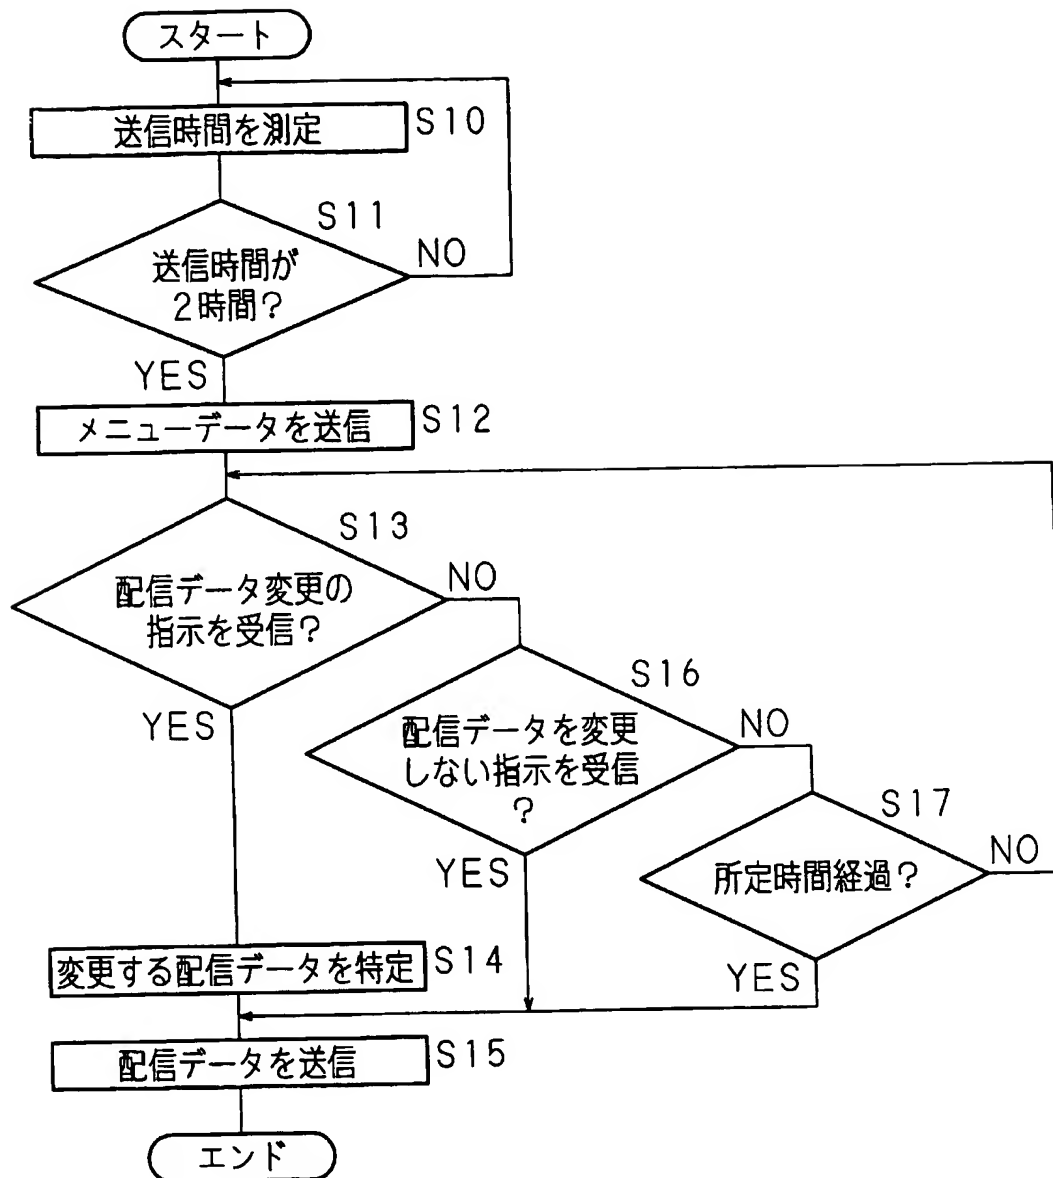 スタート
送信時間を測定
S10
S11
送信時間が
2時間?
NO
YES
メニューデータを送信
S12
S13
配信データ変更の
指示を受信?
NO
YES
S16
配信データを変更
しない指示を受信
?
NO
YES
S17
所定時間経過?
NO
YES
変更する配信データを特定
S14
配信データを送信
S15
エンド